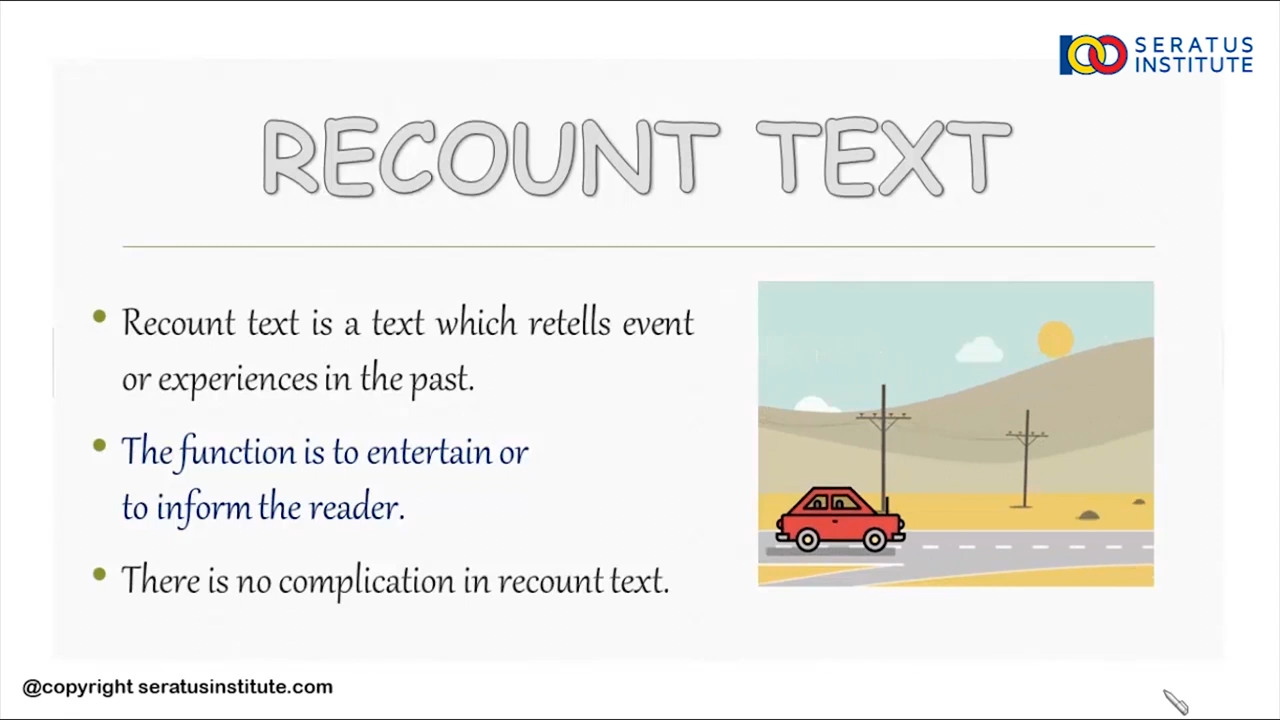 SERATUS
INSTITUTE
RECOUNT TEXT
Recount text is a text which retells event
or experiences in the past.
The function is to entertain or
to inform the reader.
There is no complication in recount text.
@copyright seratusinstitute.com